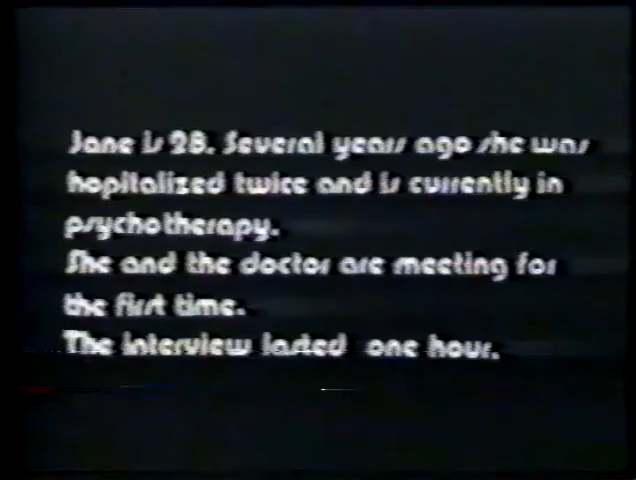 Jane is 28. Several years ago she was
hopitalized twice and is currently in
psychotherapy.
She and the doctor are meeting for
the first time.
The interview lasted one hour.